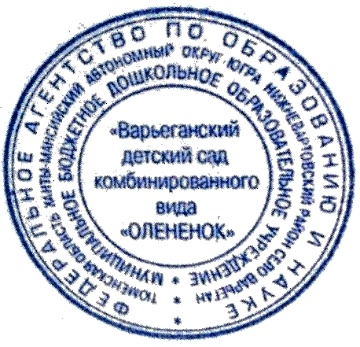 ФЕДЕРАЛЬНОЕ АГЕНТСТВО ПО ОБРАЗОВАНИЮ И НАУКЕ
ТЮМЕНСКАЯ ОБЛАСТЬ ХАНТЫ-МАНСИЙСКИЙ АВТОНОМНЫЙ ОКРУГ ЮГРА НИЖНЕВАРТОВСКИЙ РАЙОН СЕЛО ВАРЬЕГАН
МУНИЦИПАЛЬНОЕ БЮДЖЕТНОЕ ДОШКОЛЬНОЕ ОБРАЗОВАТЕЛЬНОЕ УЧРЕЖДЕНИЕ
«Варьеганский
детский сад
комбинированного
вида
«ОЛЕНЕНОК»